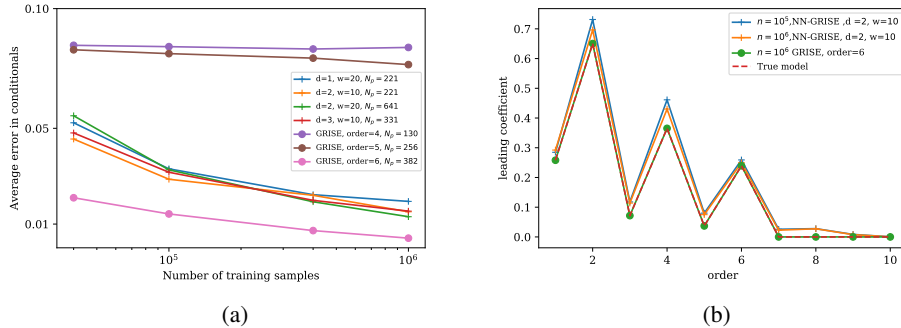 0.10
0.05
0.01
Average error in conditionals
d=1, w=20, N_p = 221
d=2, w=10, N_p = 221
d=2, w=20, N_p = 641
d=3, w=10, N_p = 331
GRISE, order=4, N_p = 130
GRISE, order=5, N_p = 256
GRISE, order=6, N_p = 382
10^5
10^6
Number of training samples
(a)
0.7
0.6
0.5
0.4
0.3
0.2
0.1
0.0
leading coefficient
n = 10^5,NN-GRISE ,d =2, w=10
n = 10^6,NN-GRISE, d=2, w=10
n = 10^6 GRISE, order=6
True model
2 4 6 8 10
order
(b)